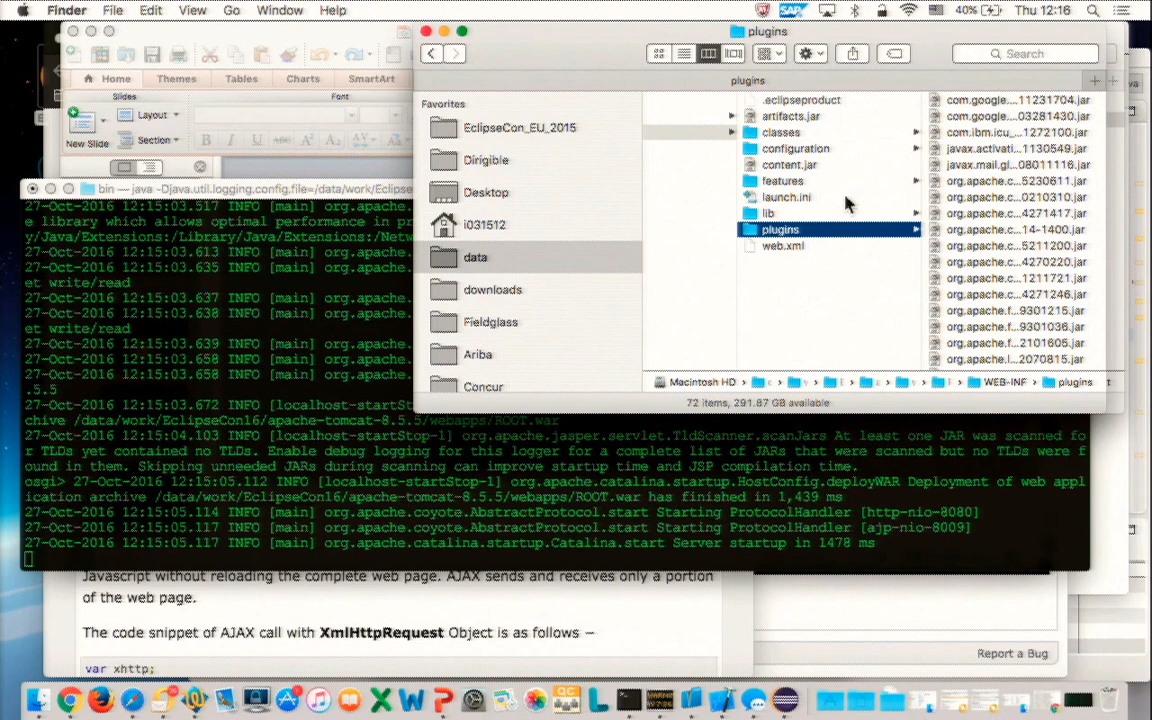 Finder File Edit View Go Window Help SAP 40% Thu 12:16
plugins
Search
Home Themes Tables Charts SmartArt
plugins
Slides Font
New Slide Layout
Section
B I U ABC
Favorites
EclipseCon_EU_2015
Dirigible
Desktop
i031512
data
downloads
Fieldglass
Ariba
Concur
.eclipseproduct
artifacts.jar
classes
configuration
content.jar
features
launch.ini
lib
plugins
web.xml
com.google....11231704.jar
com.google....03281430.jar
com.ibm.icu_...1272100.jar
javax.activati...1130549.jar
javax.mail.gl...08011116.jar
org.apache.c...5230611.jar
org.apache.c...0210310.jar
org.apache.c...4271417.jar
org.apache.c...14-1400.jar
org.apache.c...5211200.jar
org.apache.c...4270220.jar
org.apache.c...1211721.jar
org.apache.c...4271246.jar
org.apache.f...9301215.jar
org.apache.f...9301036.jar
org.apache.f...2101605.jar
org.apache.l...2070815.jar
Macintosh HD WEB-INF plugins
72 items, 291.87 GB available
bin — java -Djava.util.logging.config.file=/data/work/Eclipse
27-Oct-2016 12:15:03.517 INFO [main] org.apac
e library which allows optimal performance in pr
y/Java/Extensions:/Library/Java/Extensions:/Netw
27-Oct-2016 12:15:03.613 INFO [main] org.apac
27-Oct-2016 12:15:03.635 INFO [main] org.apac
et write/read
27-Oct-2016 12:15:03.637 INFO [main] org.apac
27-Oct-2016 12:15:03.638 INFO [main] org.apac
et write/read
27-Oct-2016 12:15:03.639 INFO [main] org.apac
27-Oct-2016 12:15:03.658 INFO [main] org.apac
27-Oct-2016 12:15:03.658 INFO [main] org.apac
.5.5
27-Oct-2016 12:15:03.672 INFO [localhost-startS
chive /data/work/EclipseCon16/apache-tomcat-8.5.5/webapps/ROOT.war
27-Oct-2016 12:15:04.103 INFO [localhost-startStop-1] org.apache.jasper.servlet.TldScanner.scanJars At least one JAR was scanned fo
r TLDs yet contained no TLDs. Enable debug logging for this logger for a complete list of JARs that were scanned but no TLDs were f
ound in them. Skipping unneeded JARs during scanning can improve startup time and JSP compilation time.
osgi> 27-Oct-2016 12:15:05.112 INFO [localhost-startStop-1] org.apache.catalina.startup.HostConfig.deployWAR Deployment of web appl
ication archive /data/work/EclipseCon16/apache-tomcat-8.5.5/webapps/ROOT.war has finished in 1,439 ms
27-Oct-2016 12:15:05.114 INFO [main] org.apache.coyote.AbstractProtocol.start Starting ProtocolHandler [http-nio-8080]
27-Oct-2016 12:15:05.117 INFO [main] org.apache.coyote.AbstractProtocol.start Starting ProtocolHandler [ajp-nio-8009]
27-Oct-2016 12:15:05.117 INFO [main] org.apache.catalina.startup.Catalina.start Server startup in 1478 ms
Javascript without reloading the complete web page. AJAX sends and receives only a portion
of the web page.
The code snippet of AJAX call with XmlHttpRequest Object is as follows —
var xhttp;
Report a Bug